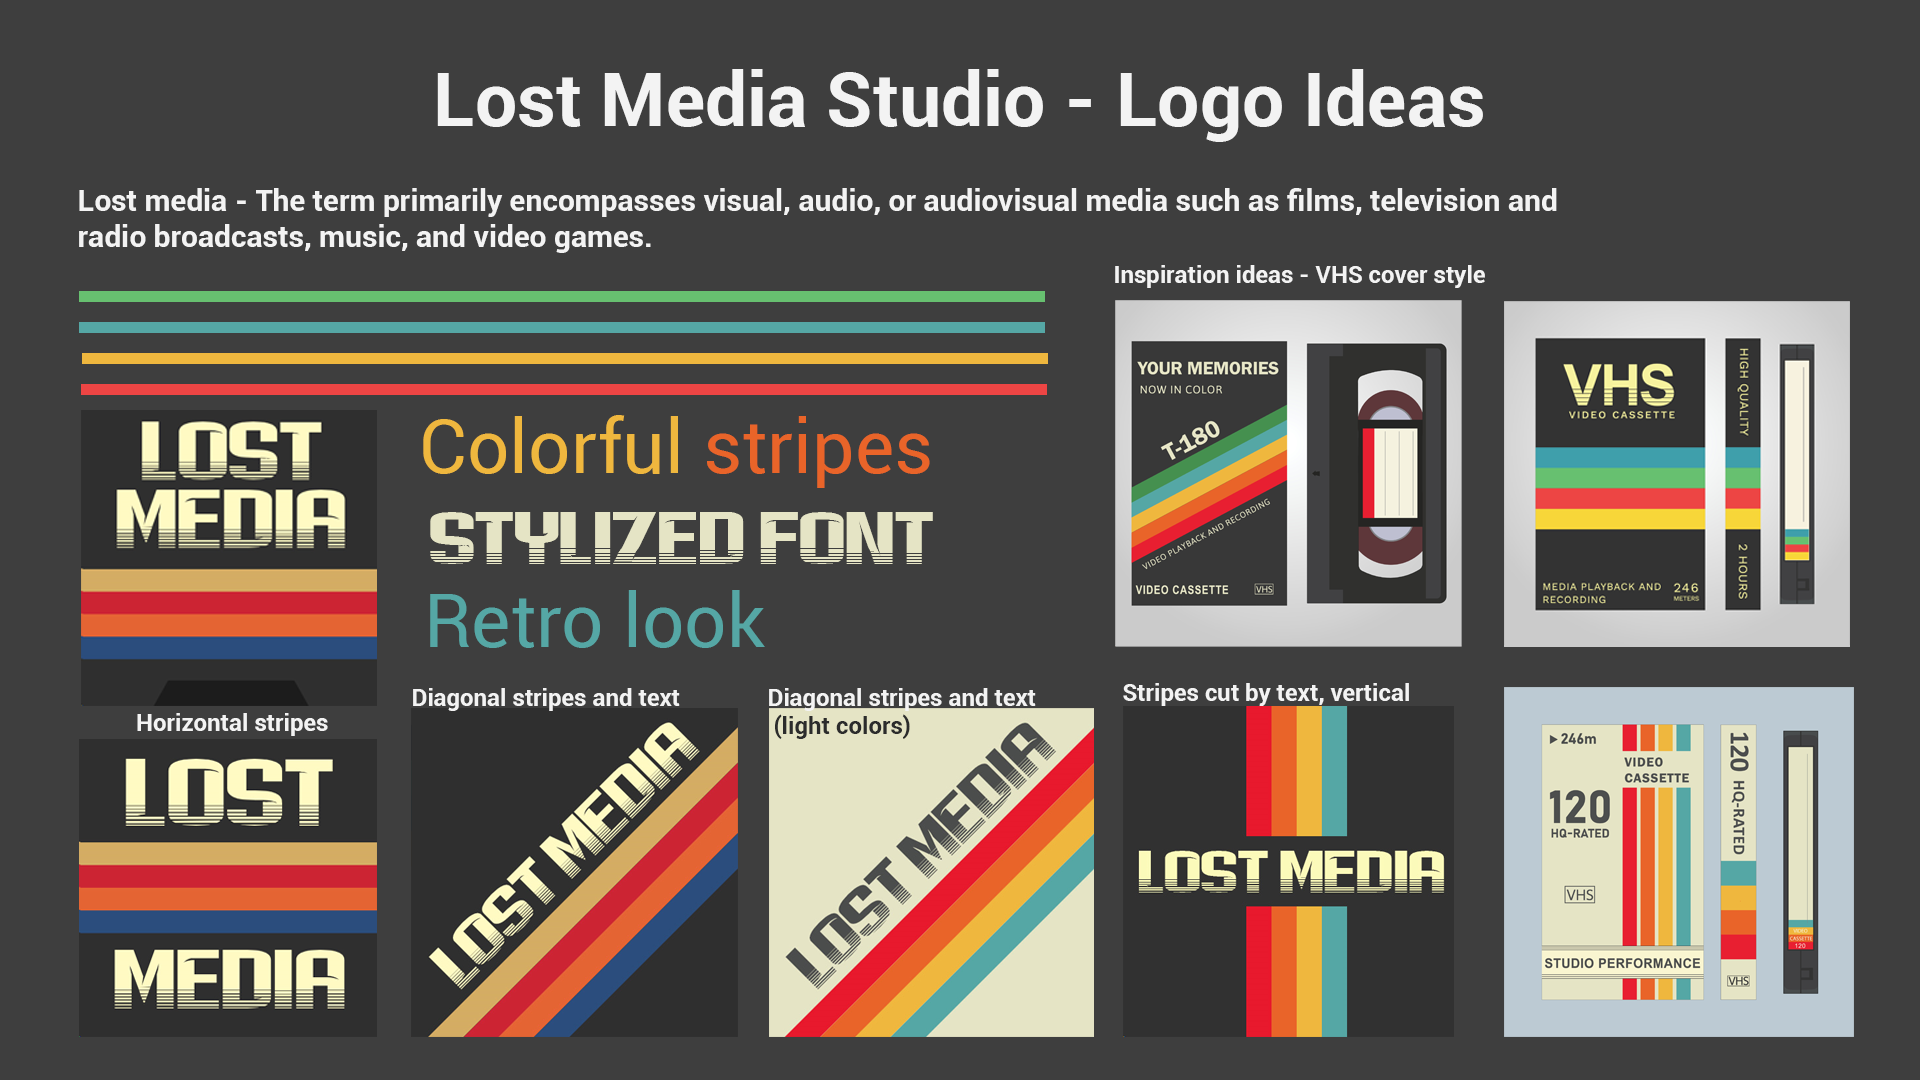 Lost Media Studio - Logo Ideas
Lost media - The term primarily encompasses visual, audio, or audiovisual media such as films, television and
radio broadcasts, music, and video games.
Inspiration ideas - VHS cover style
YOUR MEMORIES
NOW IN COLOR
T-180
VIDEO PLAYBACK AND RECORDING
VIDEO CASSETTE
VHS
VHS
VIDEO CASSETTE
MEDIA PLAYBACK AND
RECORDING
246
METERS
HIGH QUALITY
2 HOURS
LOST
MEDIA
Colorful stripes
STYLIZED FONT
Retro look
Horizontal stripes
LOST
MEDIA
Diagonal stripes and text
LOST MEDIA
Diagonal stripes and text
(light colors)
LOST MEDIA
Stripes cut by text, vertical
LOST MEDIA
246m
VIDEO
CASSETTE
120
HQ-RATED
VHS
STUDIO PERFORMANCE
120 HQ-RATED
VHS
VIDEO
CASSETTE
120